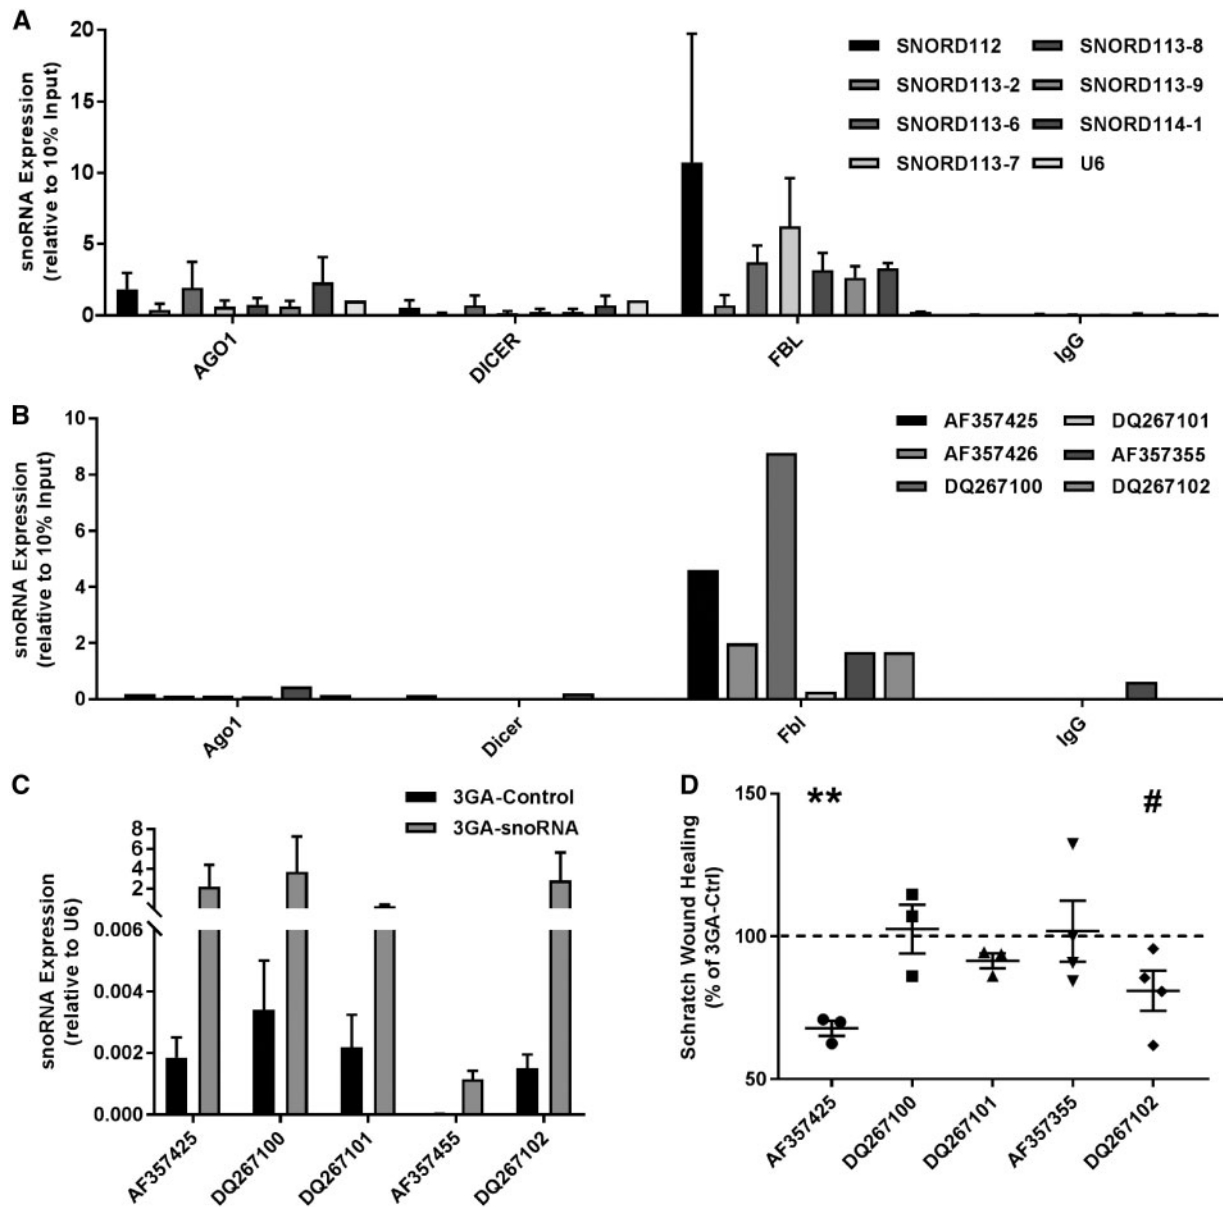 A
snoRNA Expression
(relative to 10% Input)
20
15
10
5
0
SNORD112
SNORD113-8
SNORD113-2
SNORD113-9
SNORD113-6
SNORD114-1
SNORD113-7
U6
AGO1
DICER
FBL
IgG
B
snoRNA Expression
(relative to 10% Input)
10
8
6
4
2
0
AF357425
DQ267101
AF357426
AF357355
DQ267100
DQ267102
Ago1
Dicer
Fbl
IgG
C
3GA-Control
3GA-snoRNA
snoRNA Expression
(relative to U6)
8
6
4
2
0.006
0.004
0.002
0.000
AF357425
DQ267100
DQ267101
AF357455
DQ267102
D
Schratch Wound Healing
(% of 3GA-Ctrl)
150
100
50
**
#
AF357425
DQ267100
DQ267101
AF357355
DQ267102